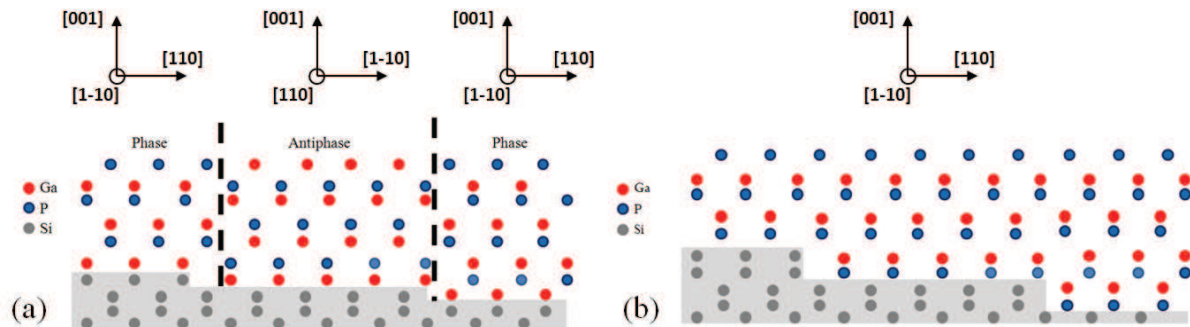 [001] [001] [001] [001]
[110] [1-10] [110] [110]
[1-10] [110] [1-10] [1-10]
Phase Antiphase Phase
Ga
P
Si
Ga
P
Si
(a) (b)